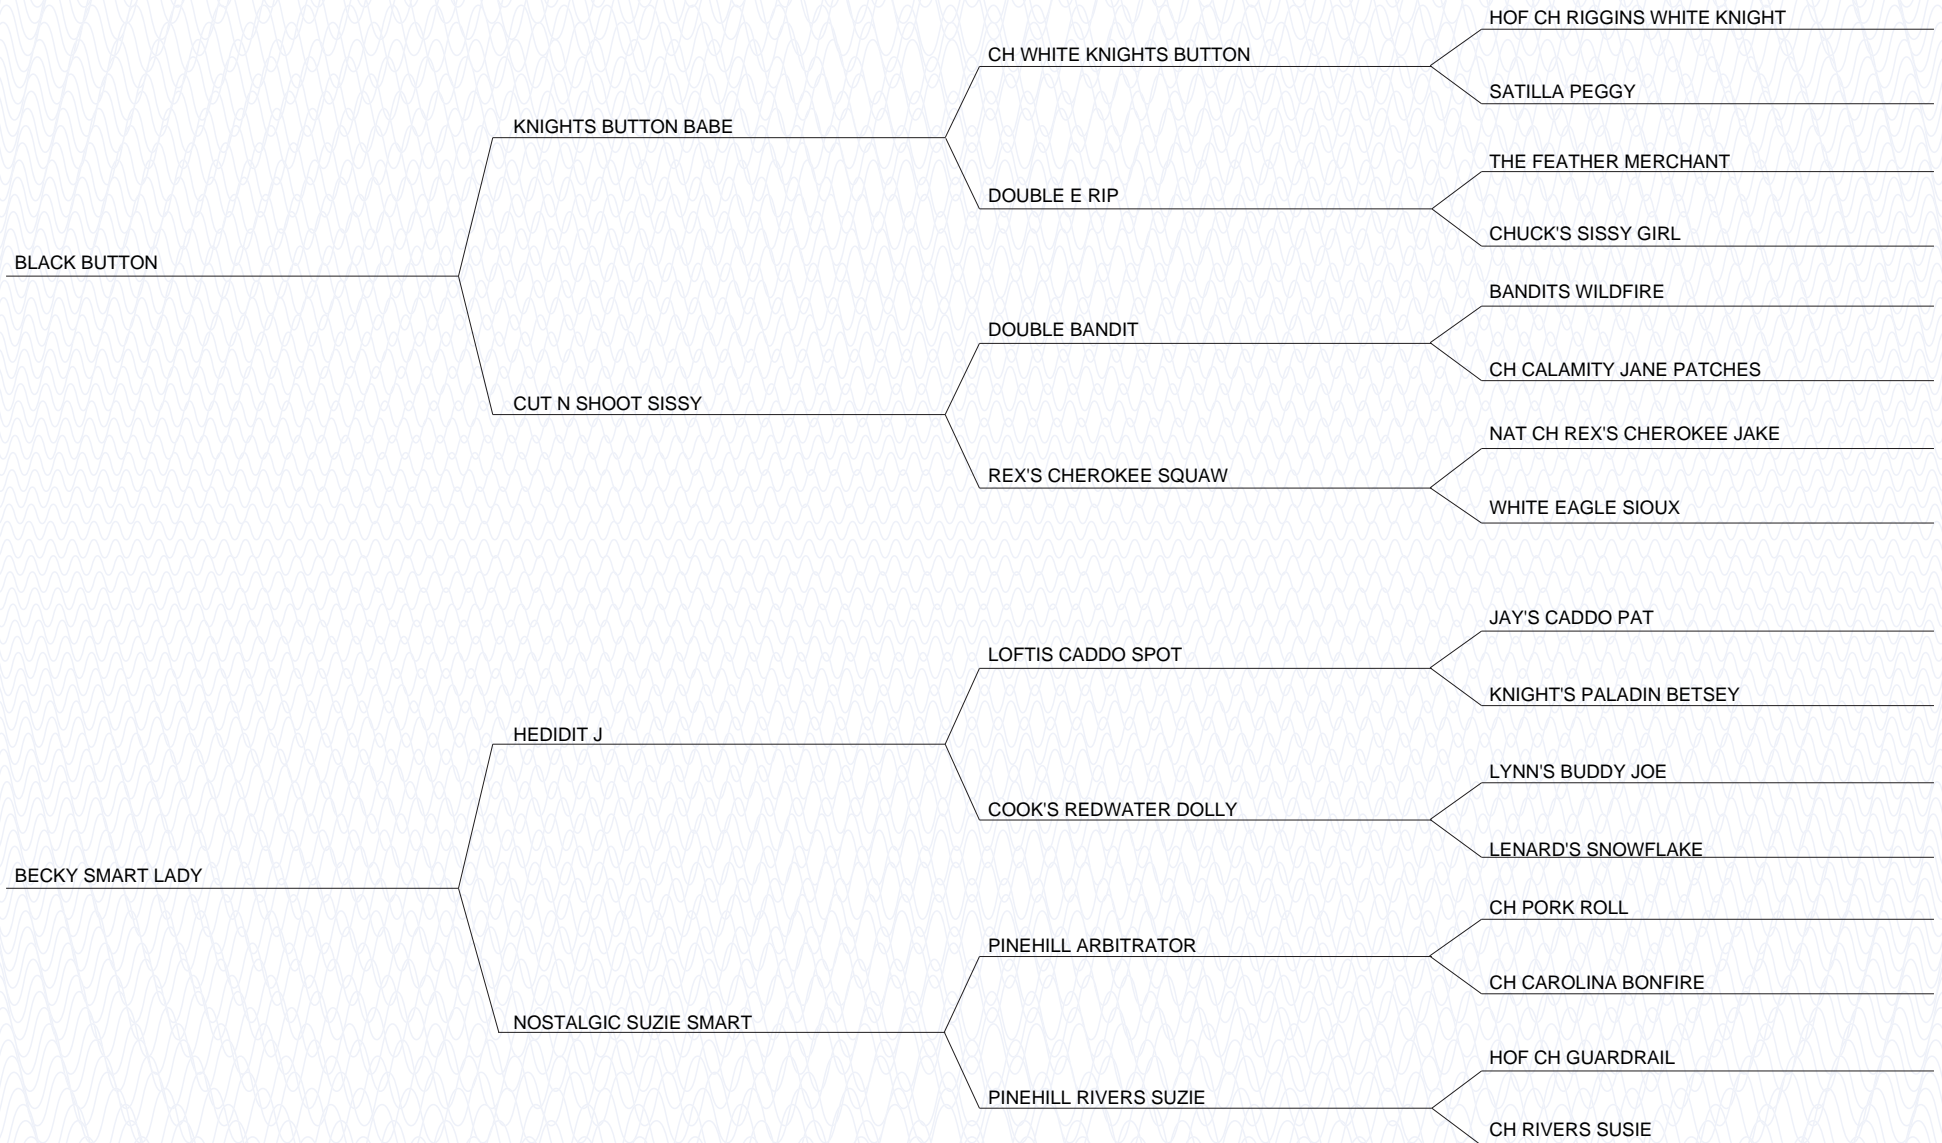 HOF CH RIGGINS WHITE KNIGHT
CH WHITE KNIGHTS BUTTON
SATILLA PEGGY
KNIGHTS BUTTON BABE
THE FEATHER MERCHANT
DOUBLE E RIP
CHUCK'S SISSY GIRL
BLACK BUTTON
BANDITS WILDFIRE
DOUBLE BANDIT
CH CALAMITY JANE PATCHES
CUT N SHOOT SISSY
NAT CH REX'S CHEROKEE JAKE
REX'S CHEROKEE SQUAW
WHITE EAGLE SIOUX
JAY'S CADDO PAT
LOFTIS CADDO SPOT
KNIGHT'S PALADIN BETSEY
HEDIDIT J
LYNN'S BUDDY JOE
COOK'S REDWATER DOLLY
LENARD'S SNOWFLAKE
BECKY SMART LADY
CH PORK ROLL
PINEHILL ARBITRATOR
CH CAROLINA BONFIRE
NOSTALGIC SUZIE SMART
HOF CH GUARDRAIL
PINEHILL RIVERS SUZIE
CH RIVERS SUSIE